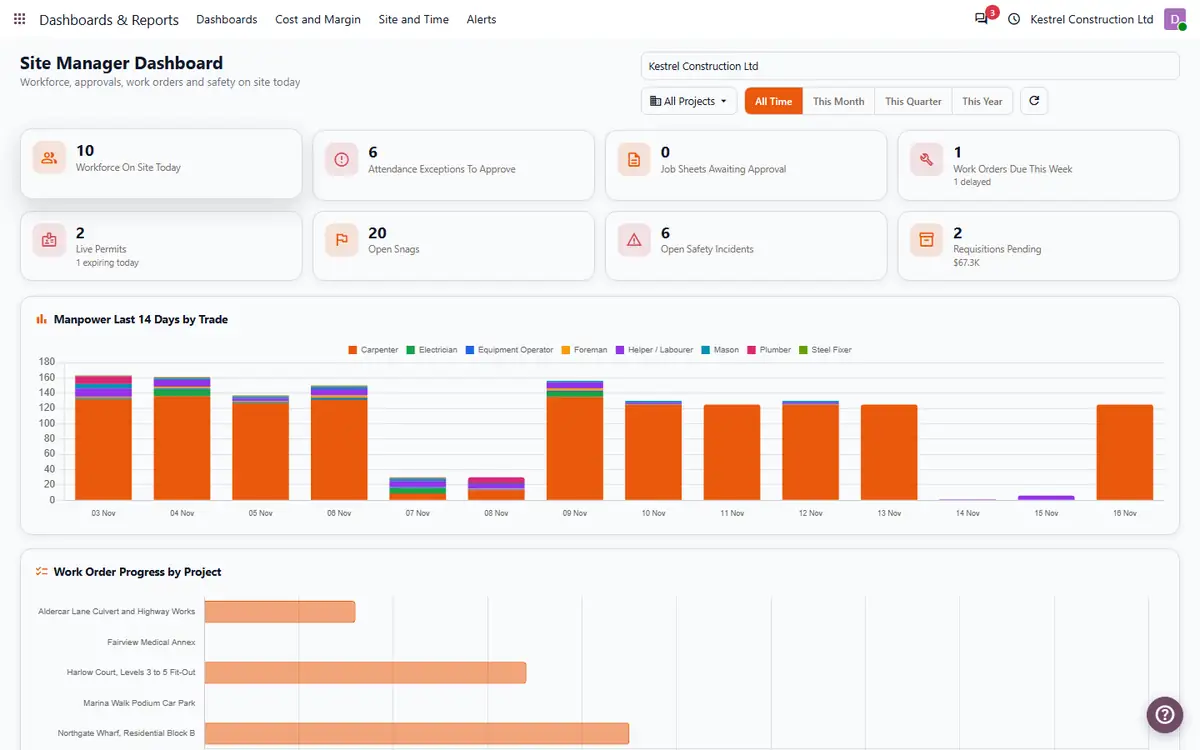 Dashboards & Reports Dashboards Cost and Margin Site and Time Alerts 3 Kestrel Construction Ltd D
Site Manager Dashboard
Workforce, approvals, work orders and safety on site today
Kestrel Construction Ltd
All Projects All Time This Month This Quarter This Year
10
Workforce On Site Today
6
Attendance Exceptions To Approve
0
Job Sheets Awaiting Approval
1
Work Orders Due This Week
1 delayed
2
Live Permits
1 expiring today
20
Open Snags
6
Open Safety Incidents
2
Requisitions Pending
$67.3K
Manpower Last 14 Days by Trade
Carpenter Electrician Equipment Operator Foreman Helper / Labourer Mason Plumber Steel Fixer
180
160
140
120
100
80
60
40
20
0
03 Nov 04 Nov 05 Nov 06 Nov 07 Nov 08 Nov 09 Nov 10 Nov 11 Nov 12 Nov 13 Nov 14 Nov 15 Nov 16 Nov
Work Order Progress by Project
Aldercar Lane Culvert and Highway Works
Fairview Medical Annex
Harlow Court, Levels 3 to 5 Fit-Out
Marina Walk Podium Car Park
Northgate Wharf, Residential Block B